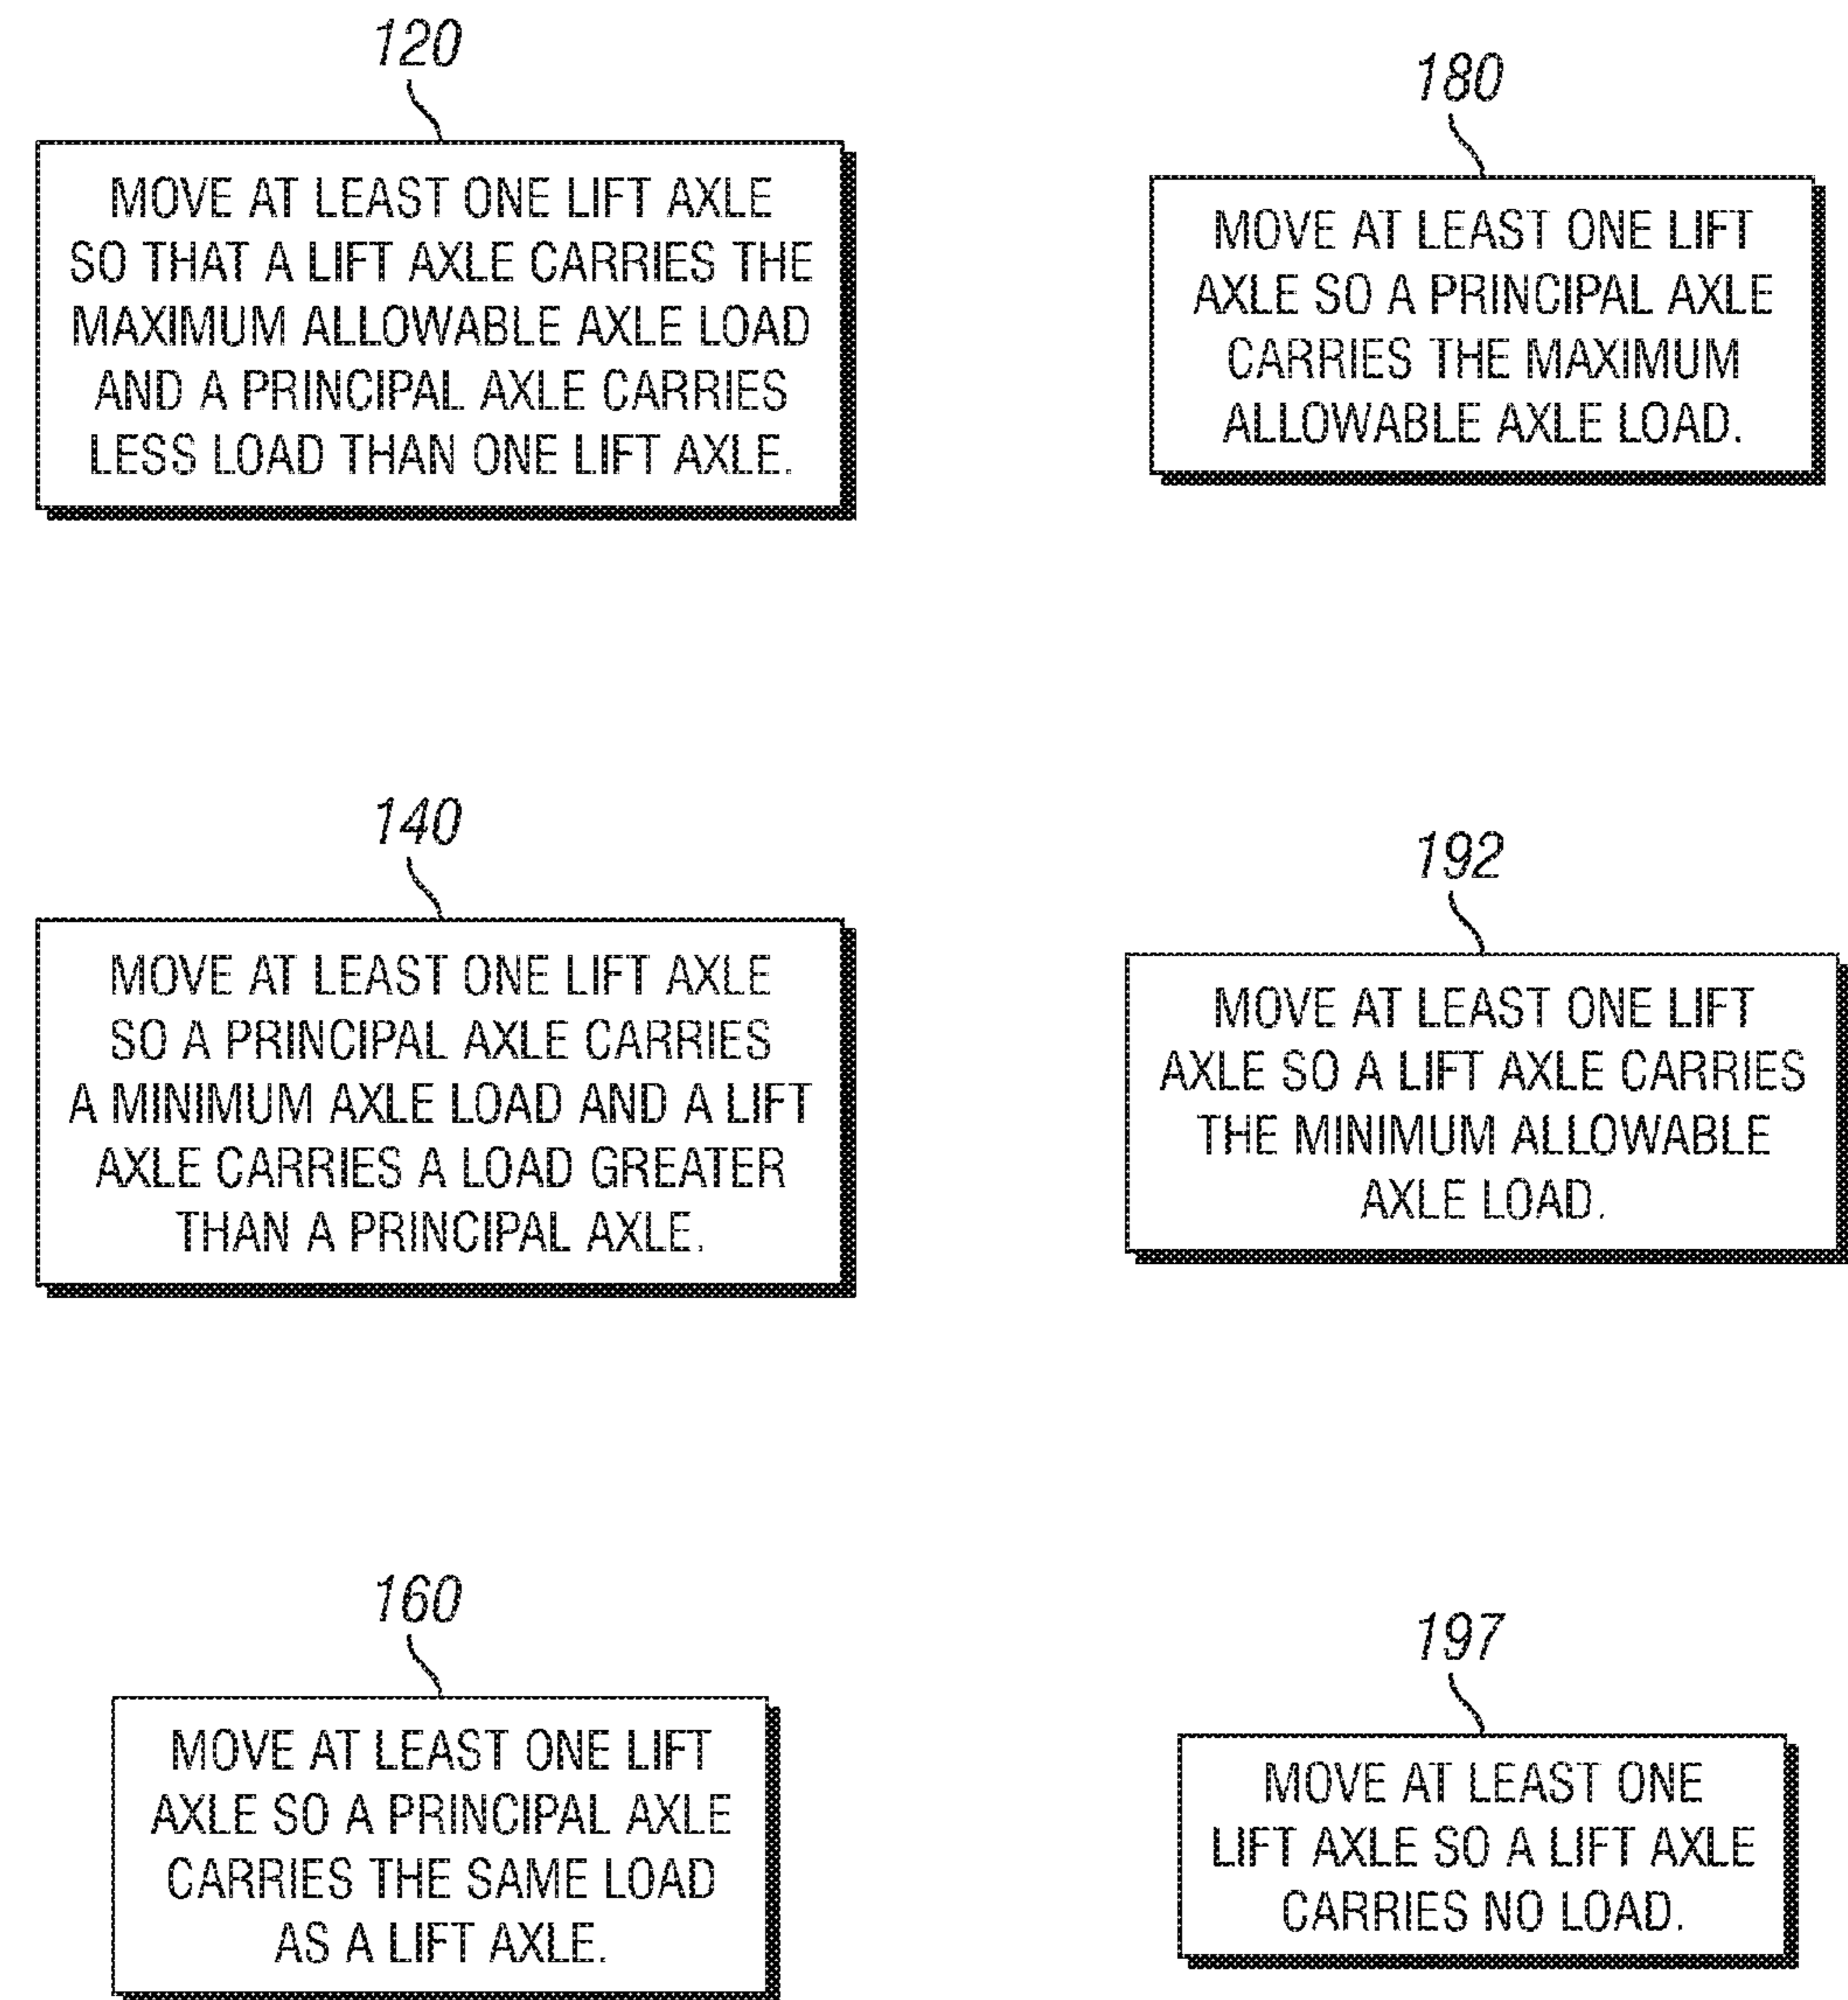 120
MOVE AT LEAST ONE LIFT AXLE
SO THAT A LIFT AXLE CARRIES THE
MAXIMUM ALLOWABLE AXLE LOAD
AND A PRINCIPAL AXLE CARRIES
LESS LOAD THAN ONE LIFT AXLE.
140
MOVE AT LEAST ONE LIFT AXLE
SO A PRINCIPAL AXLE CARRIES
A MINIMUM AXLE LOAD AND A LIFT
AXLE CARRIES A LOAD GREATER
THAN A PRINCIPAL AXLE.
160
MOVE AT LEAST ONE LIFT
AXLE SO A PRINCIPAL AXLE
CARRIES THE SAME LOAD
AS A LIFT AXLE.
180
MOVE AT LEAST ONE LIFT
AXLE SO A PRINCIPAL AXLE
CARRIES THE MAXIMUM
ALLOWABLE AXLE LOAD.
192
MOVE AT LEAST ONE LIFT
AXLE SO A LIFT AXLE CARRIES
THE MINIMUM ALLOWABLE
AXLE LOAD.
197
MOVE AT LEAST ONE
LIFT AXLE SO A LIFT AXLE
CARRIES NO LOAD.